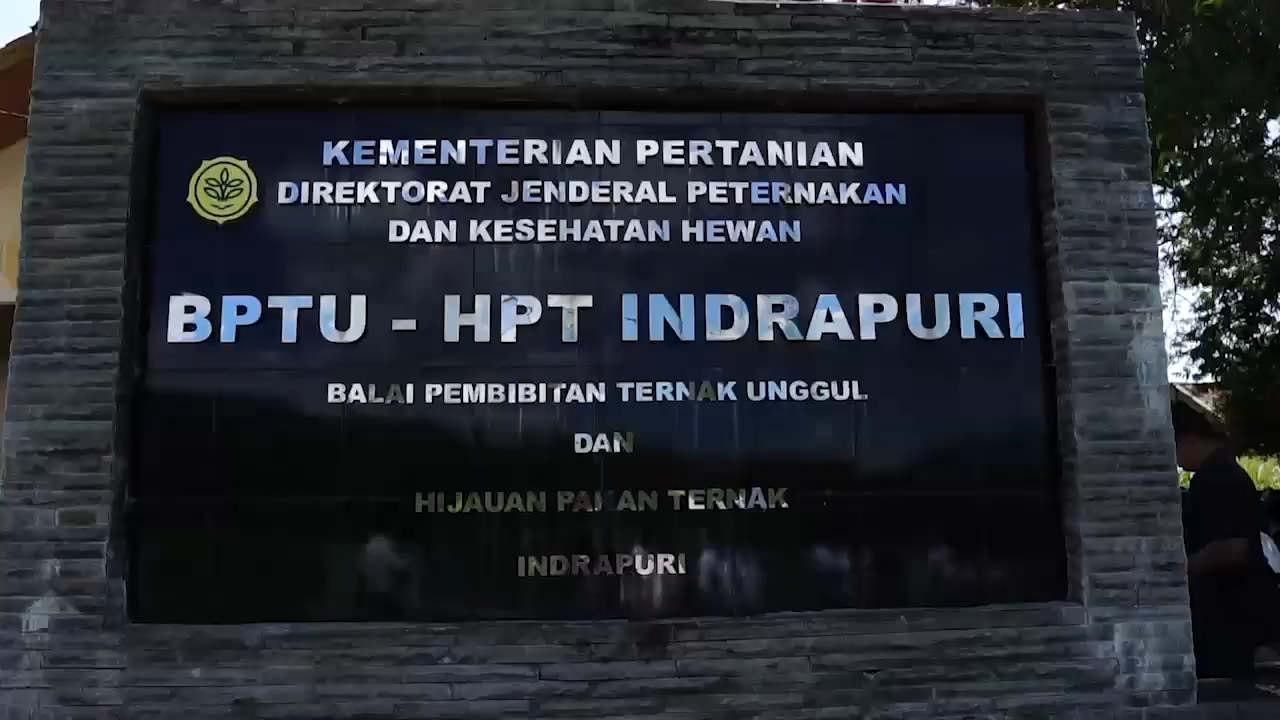 KEMENTERIAN PERTANIAN
DIREKTORAT JENDERAL PETERNAKAN
DAN KESEHATAN HEWAN
BPTU - HPT INDRAPURI
BALAI PEMBIBITAN TERNAK UNGGUL
DAN
HIJAUAN PAKAN TERNAK
INDRAPURI